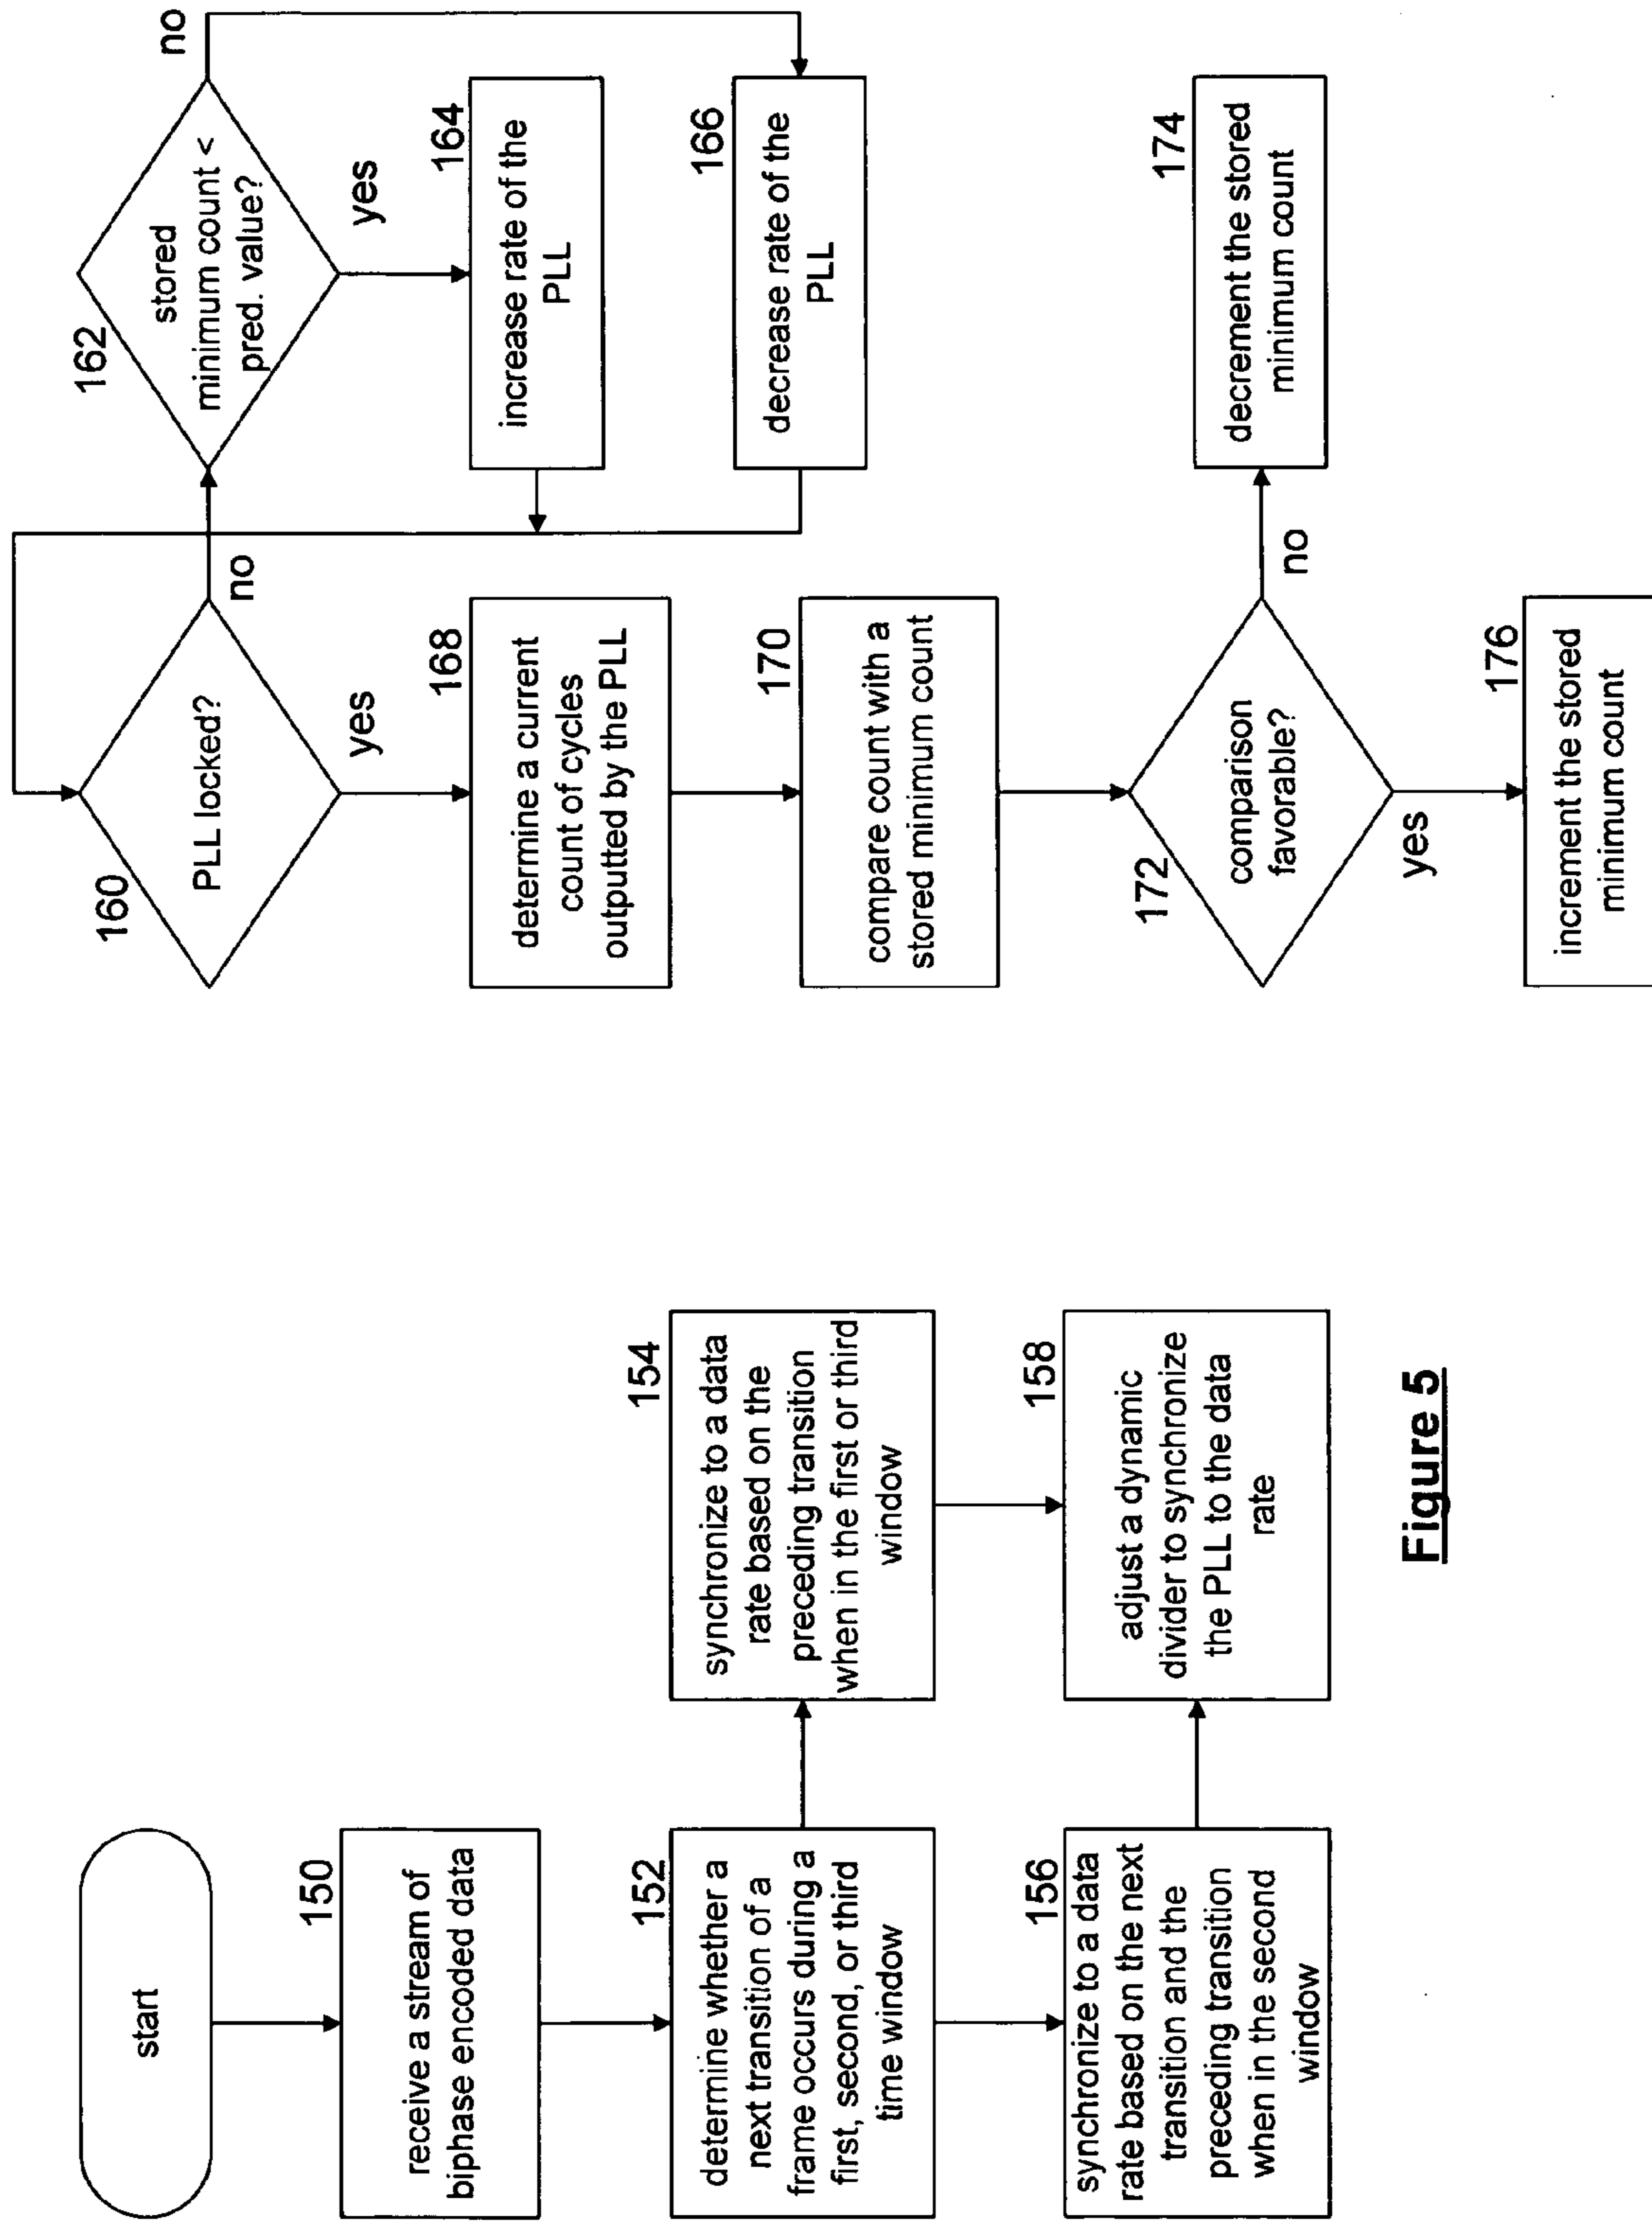 start
150
receive a stream of
biphase encoded data
152
determine whether a
next transition of a
frame occurs during a
first, second, or third
time window
154
synchronize to a data
rate based on the
preceding transition
when in the first or third
window
156
synchronize to a data
rate based on the next
transition and the
preceding transition
when in the second
window
158
adjust a dynamic
divider to synchronize
the PLL to the data
rate
160
PLL locked?
no
yes
162
stored
minimum count <
pred. value?
no
yes
164
increase rate of the
PLL
166
decrease rate of the
PLL
168
determine a current
count of cycles
outputted by the PLL
170
compare count with a
stored minimum count
172
comparison
favorable?
no
yes
174
decrement the stored
minimum count
176
increment the stored
minimum count
Figure 5